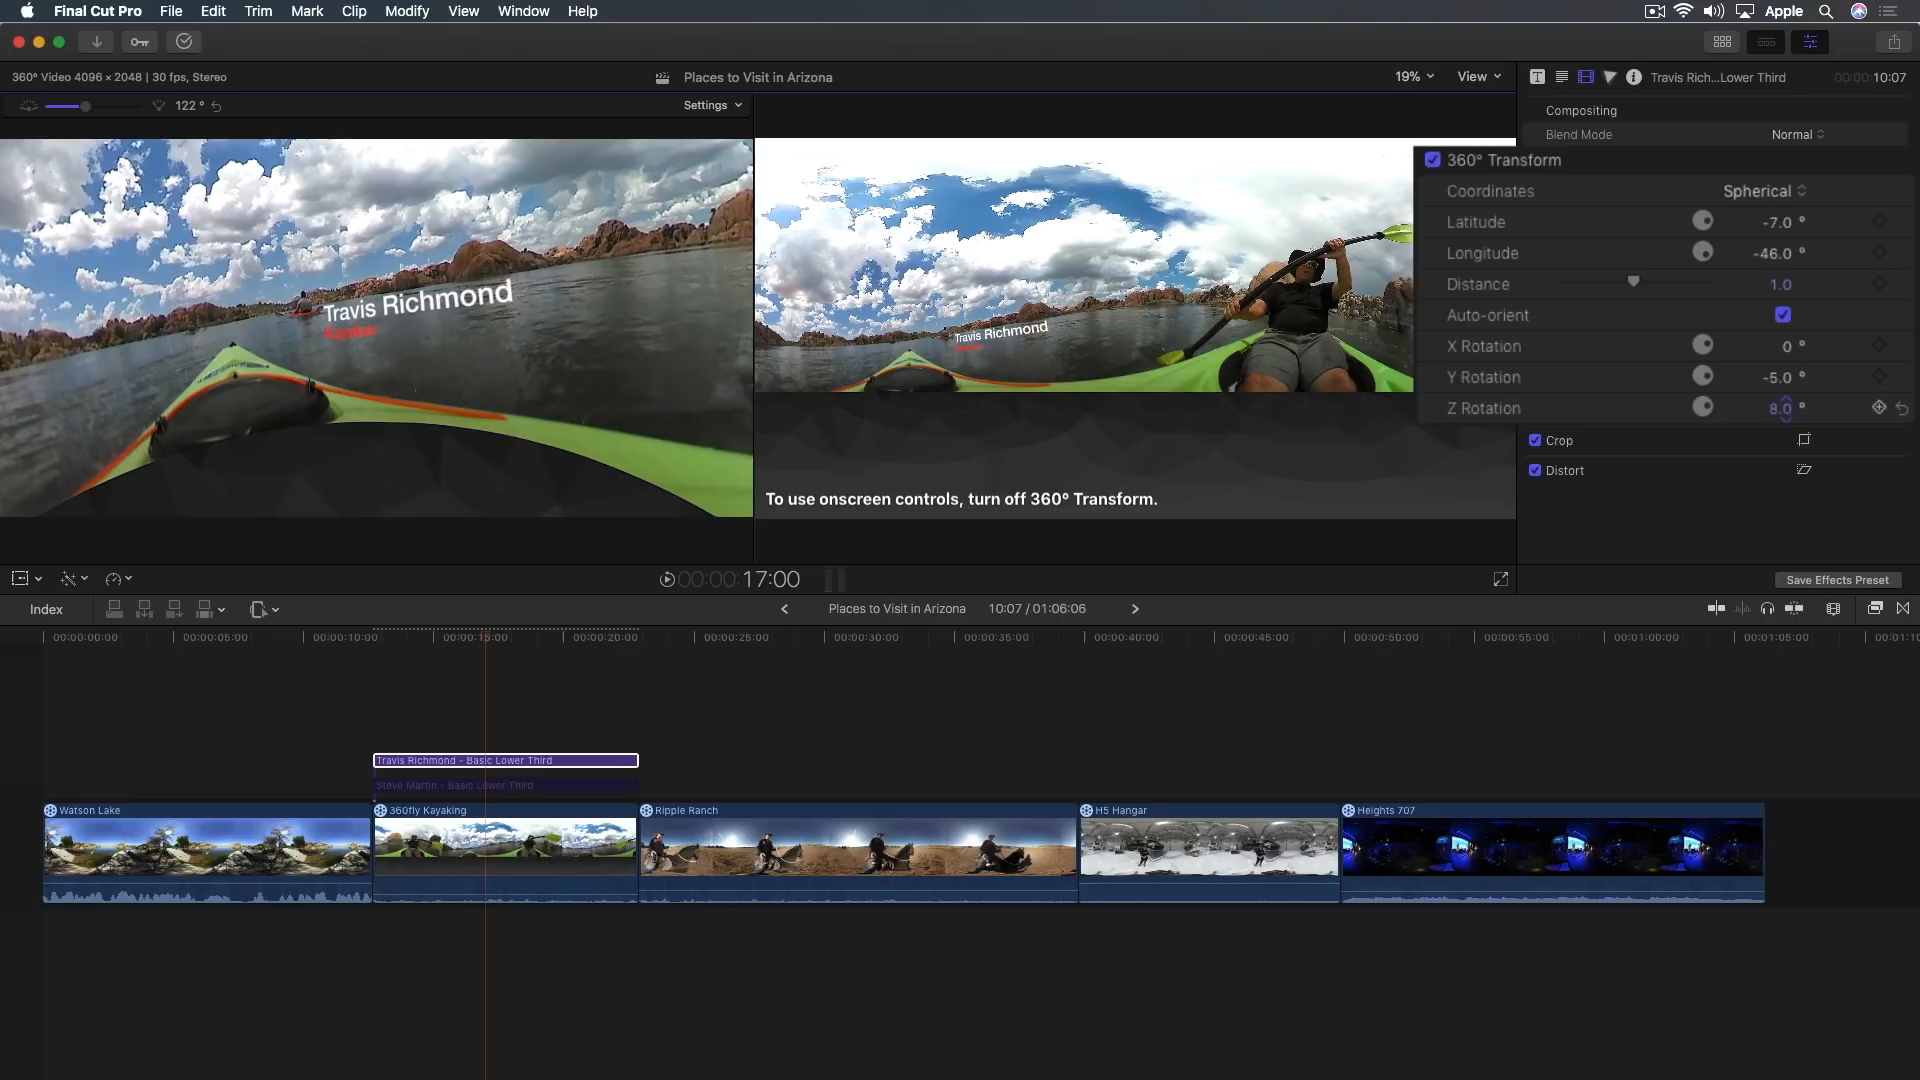 Final Cut Pro File Edit Trim Mark Clip Modify View Window Help Apple
360° Video 4096 × 2048 | 30 fps, Stereo
Places to Visit in Arizona
19% View
Travis Rich...Lower Third
00:00:10:07
122 °
Settings
Compositing
Blend Mode Normal
360° Transform
Coordinates Spherical
Latitude -7.0 °
Longitude -46.0 °
Distance 1.0
Auto-orient
X Rotation 0 °
Y Rotation -5.0 °
Z Rotation 8.0 °
Crop
Distort
Travis Richmond
Kayaker
Travis Richmond
To use onscreen controls, turn off 360° Transform.
00:00:17:00
Save Effects Preset
Index
Places to Visit in Arizona 10:07 / 01:06:06
00:00:00:00 00:00:05:00 00:00:10:00 00:00:15:00 00:00:20:00 00:00:25:00 00:00:30:00 00:00:35:00 00:00:40:00 00:00:45:00 00:00:50:00 00:00:55:00 00:01:00:00 00:01:05:00 00:01:10
Travis Richmond - Basic Lower Third
Steve Martin - Basic Lower Third
Watson Lake
360fly Kayaking
Ripple Ranch
H5 Hangar
Heights 707